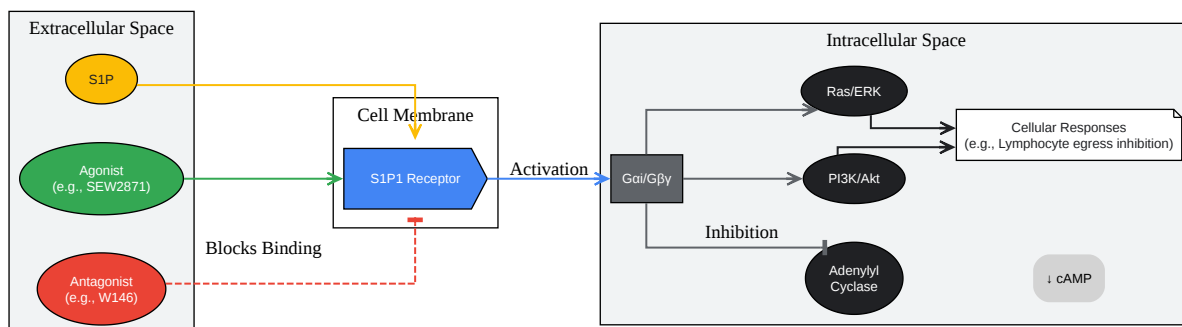 Extracellular Space
S1P
Agonist
(e.g., SEW2871)
Blocks Binding
Antagonist
(e.g., W146)
Cell Membrane
S1P1 Receptor
Activation
Intracellular Space
Ras/ERK
Cellular Responses
(e.g., Lymphocyte egress inhibition)
Gαi/Gβγ
PI3K/Akt
Inhibition
Adenylyl
Cyclase
↓ cAMP